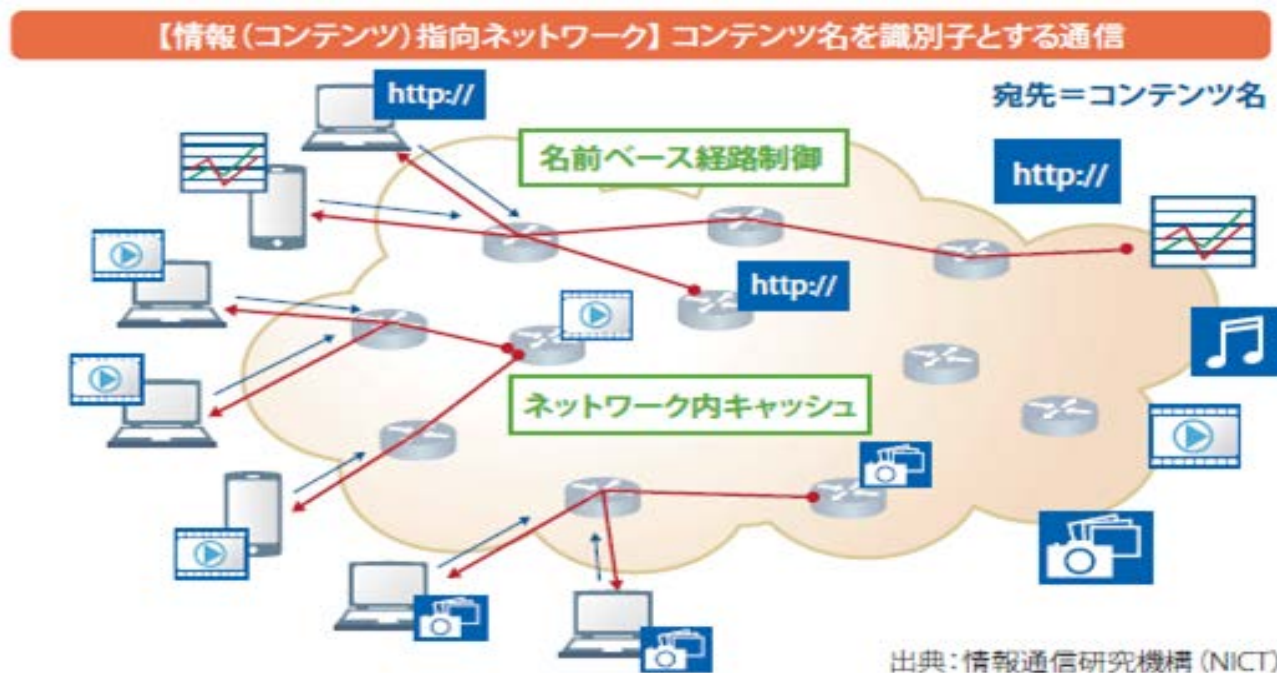 【情報（コンテンツ）指向ネットワーク】コンテンツ名を識別子とする通信
宛先＝コンテンツ名
http://
名前ベース経路制御
http://
http://
ネットワーク内キャッシュ
出典：情報通信研究機構（NICT）